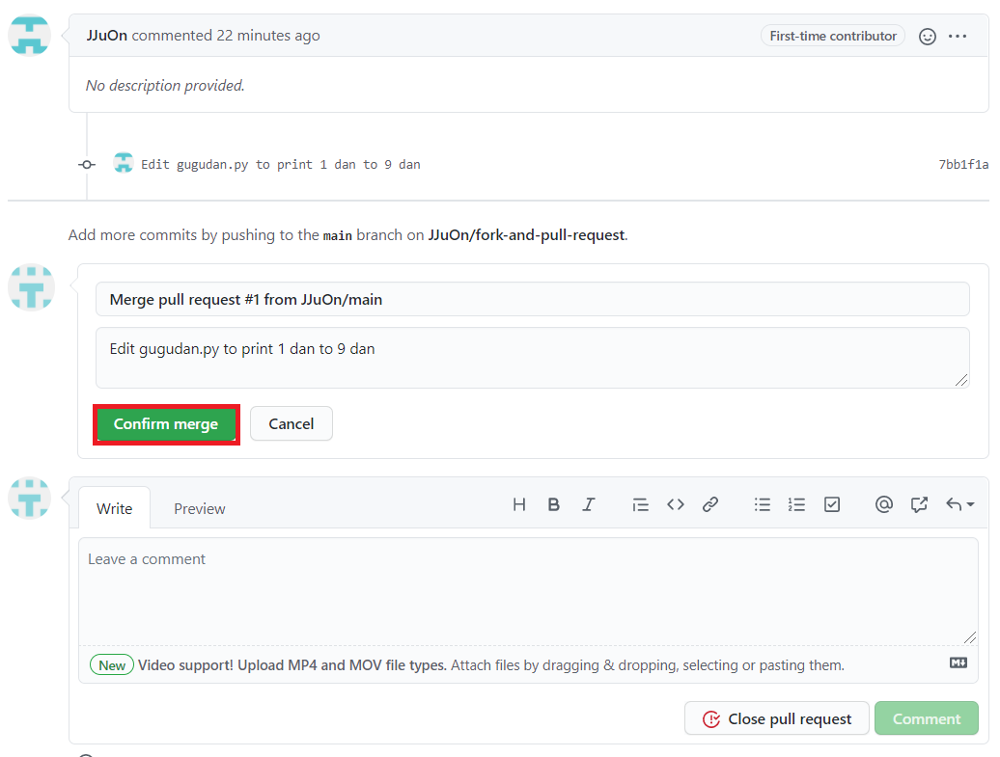 JJuOn commented 22 minutes ago First-time contributor
No description provided.
Edit gugudan.py to print 1 dan to 9 dan 7bb1f1a
Add more commits by pushing to the main branch on JJuOn/fork-and-pull-request.
Merge pull request #1 from JJuOn/main
Edit gugudan.py to print 1 dan to 9 dan
Confirm merge Cancel
Write Preview
Leave a comment
New Video support! Upload MP4 and MOV file types. Attach files by dragging & dropping, selecting or pasting them.
Close pull request Comment